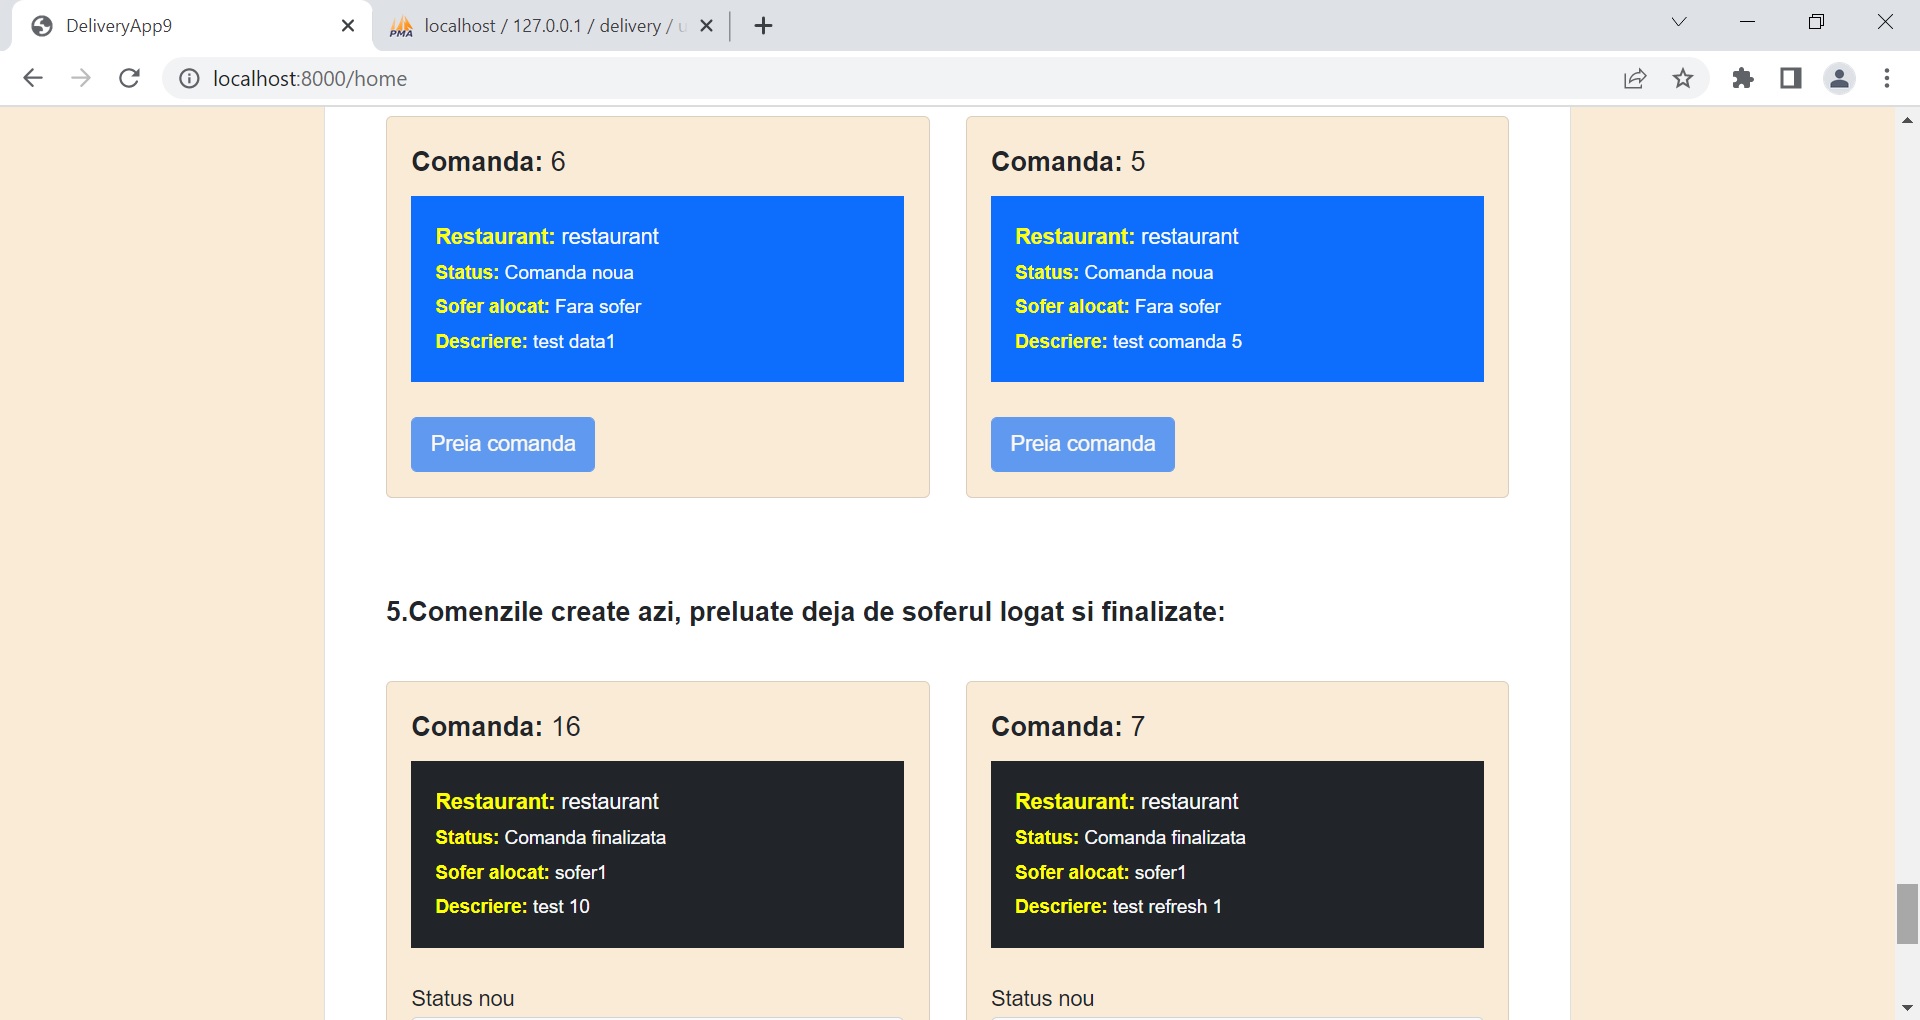 DeliveryApp9
localhost / 127.0.0.1 / delivery /
localhost:8000/home
Comanda: 6
Restaurant: restaurant
Status: Comanda noua
Sofer alocat: Fara sofer
Descriere: test data1
Preia comanda
Comanda: 5
Restaurant: restaurant
Status: Comanda noua
Sofer alocat: Fara sofer
Descriere: test comanda 5
Preia comanda
5.Comenzile create azi, preluate deja de soferul logat si finalizate:
Comanda: 16
Restaurant: restaurant
Status: Comanda finalizata
Sofer alocat: sofer1
Descriere: test 10
Status nou
Comanda: 7
Restaurant: restaurant
Status: Comanda finalizata
Sofer alocat: sofer1
Descriere: test refresh 1
Status nou